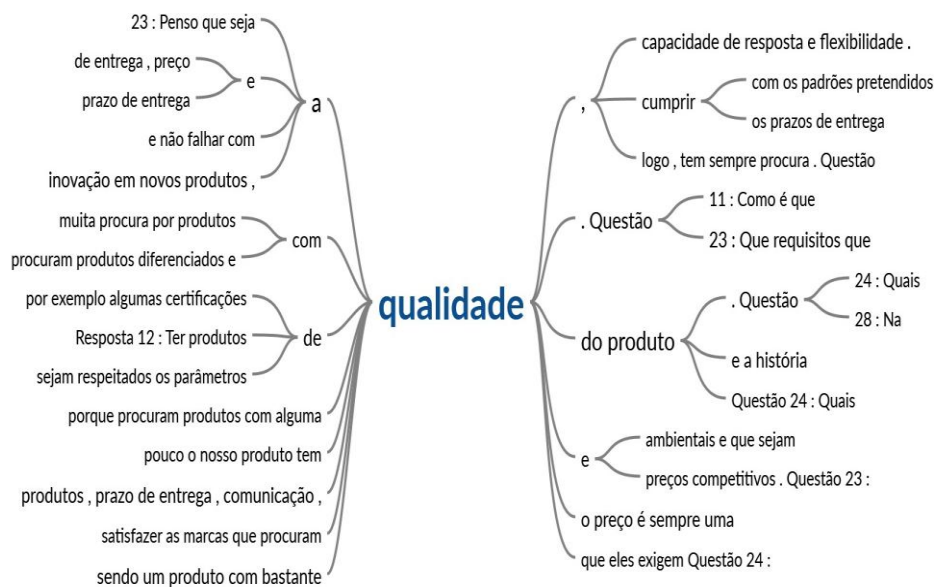 23 : Penso que seja
de entrega , preço
prazo de entrega
e
e não falhar com
inovação em novos produtos ,
a
muita procura por produtos
procuram produtos diferenciados e
com
por exemplo algumas certificações
Resposta 12 : Ter produtos
sejam respeitados os parâmetros
de
porque procuram produtos com alguma
pouco o nosso produto tem
produtos , prazo de entrega , comunicação ,
satisfazer as marcas que procuram
sendo um produto com bastante
qualidade
,
capacidade de resposta e flexibilidade .
cumprir
com os padrões pretendidos
os prazos de entrega
logo , tem sempre procura . Questão
. Questão
11 : Como é que
23 : Que requisitos que
do produto
. Questão
24 : Quais
28 : Na
e a história
Questão 24 : Quais
e
ambientais e que sejam
preços competitivos . Questão 23 :
o preço é sempre uma
que eles exigem Questão 24 :